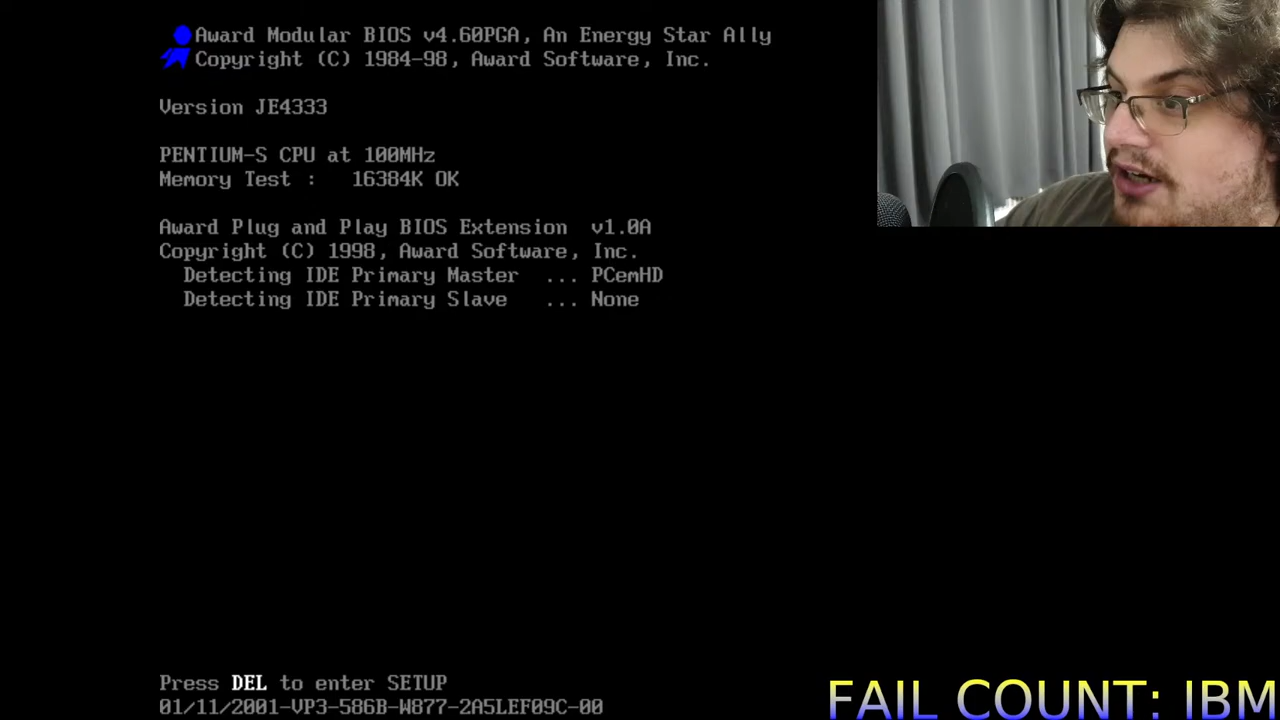 Award Modular BIOS v4.60PGA, An Energy Star Ally
Copyright (C) 1984-98, Award Software, Inc.
Version JE4333
PENTIUM-S CPU at 100MHz
Memory Test :   16384K OK
Award Plug and Play BIOS Extension  v1.0A
Copyright (C) 1998, Award Software, Inc.
Detecting IDE Primary Master  ... PCemHD
Detecting IDE Primary Slave   ... None
Press DEL to enter SETUP
01/11/2001-VP3-586B-W877-2A5LEF09C-00
FAIL COUNT: IBM